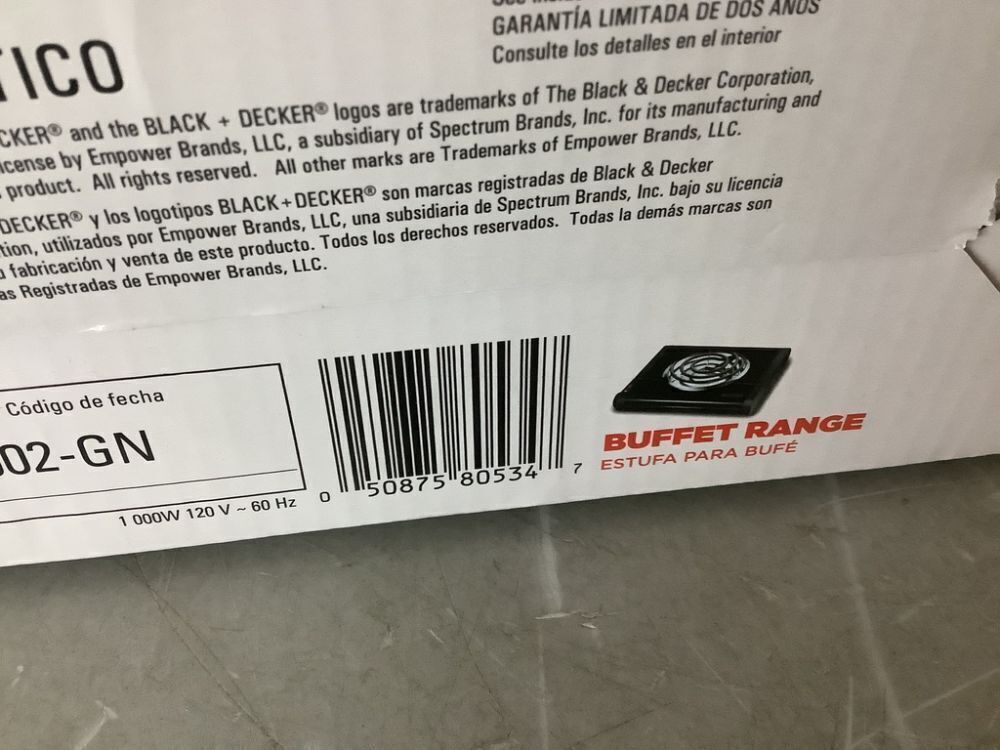 GARANTÍA LIMITADA DE DOS AÑOS
Consulte los detalles en el interior
TICO
CKER® and the BLACK + DECKER® logos are trademarks of The Black & Decker Corporation,
icense by Empower Brands, LLC, a subsidiary of Spectrum Brands, Inc. for its manufacturing and
product. All rights reserved. All other marks are Trademarks of Empower Brands, LLC.
DECKER® y los logotipos BLACK+DECKER® son marcas registradas de Black & Decker
tion, utilizados por Empower Brands, LLC, una subsidiaria de Spectrum Brands, Inc. bajo su licencia
fabricación y venta de este producto. Todos los derechos reservados. Todas la demás marcas son
as Registradas de Empower Brands, LLC.
Código de fecha
02-GN
1 000W 120 V ~ 60 Hz
0 50875 80534 7
BUFFET RANGE
ESTUFA PARA BUFÉ